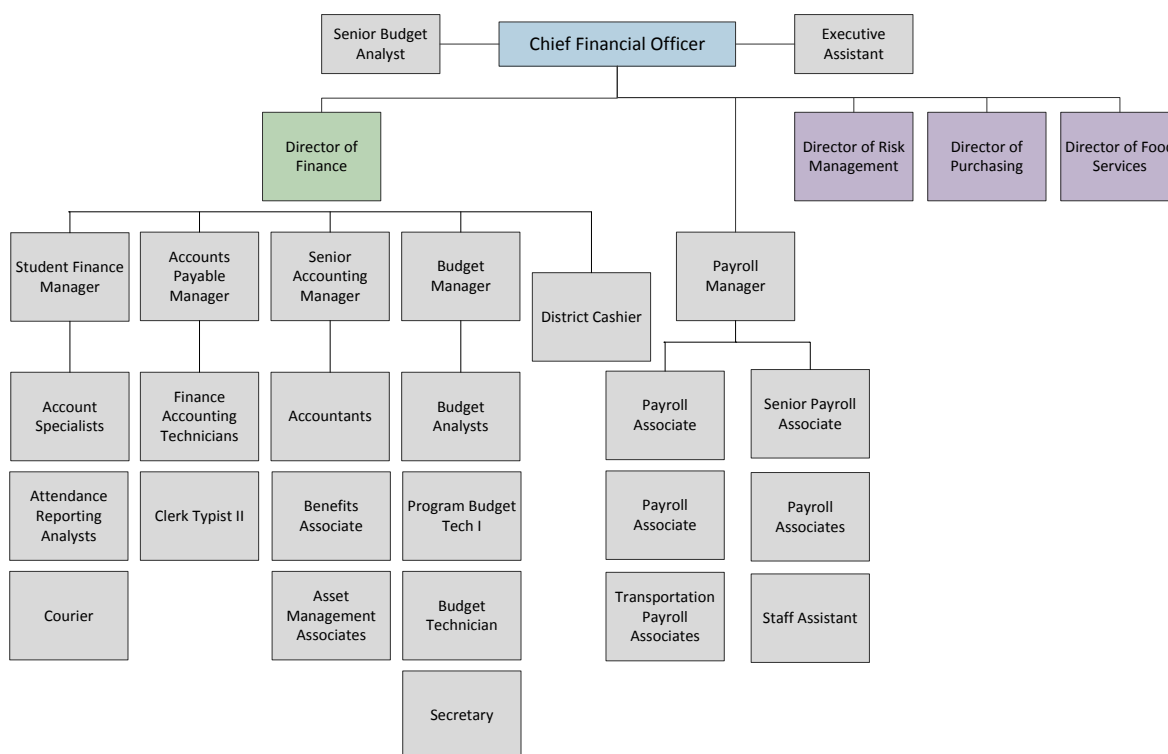 Senior Budget
Analyst
Chief Financial Officer
Executive
Assistant
Director of
Finance
Director of Risk
Management
Director of
Purchasing
Director of Food
Services
Student Finance
Manager
Accounts
Payable
Manager
Senior
Accounting
Manager
Budget
Manager
District Cashier
Payroll
Manager
Account
Specialists
Finance
Accounting
Technicians
Accountants
Budget
Analysts
Payroll
Associate
Senior Payroll
Associate
Attendance
Reporting
Analysts
Clerk Typist II
Benefits
Associate
Program Budget
Tech I
Payroll
Associate
Payroll
Associates
Courier
Asset
Management
Associates
Budget
Technician
Transportation
Payroll
Associates
Staff Assistant
Secretary